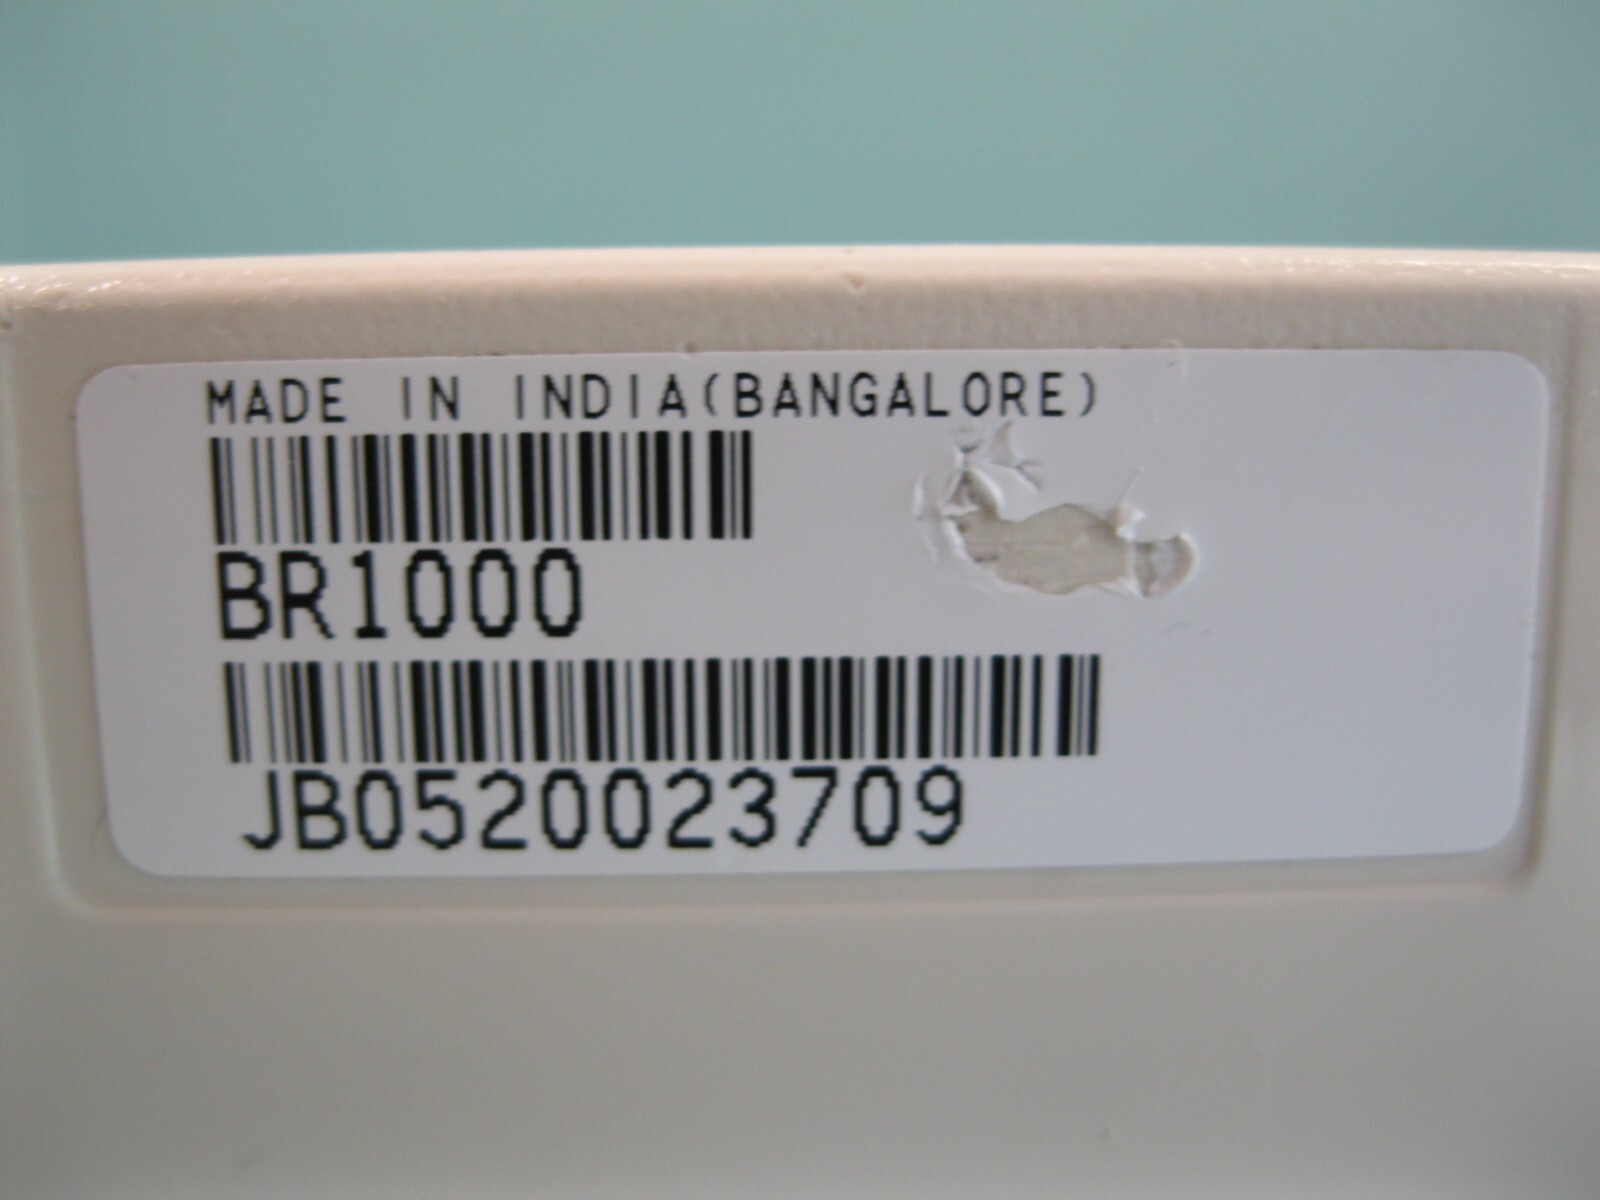 MADE IN INDIA(BANGALORE)
BR1000
JB0520023709